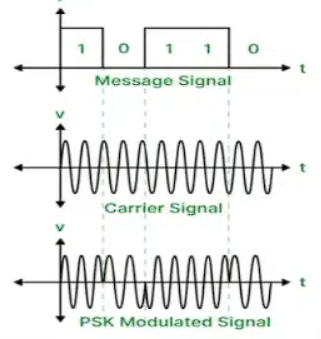 1 0 1 1 0
t
Message Signal
v
t
Carrier Signal
v
t
PSK Modulated Signal